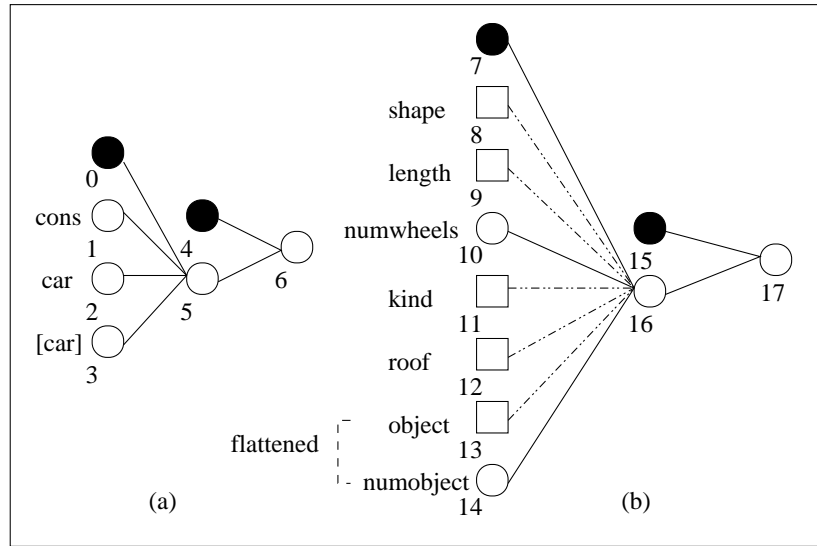 0
cons
1
car
2
[car]
3
4
5
6
(a)
7
shape
8
length
9
numwheels
10
kind
11
roof
12
object
13
flattened
numobject
14
15
16
17
(b)